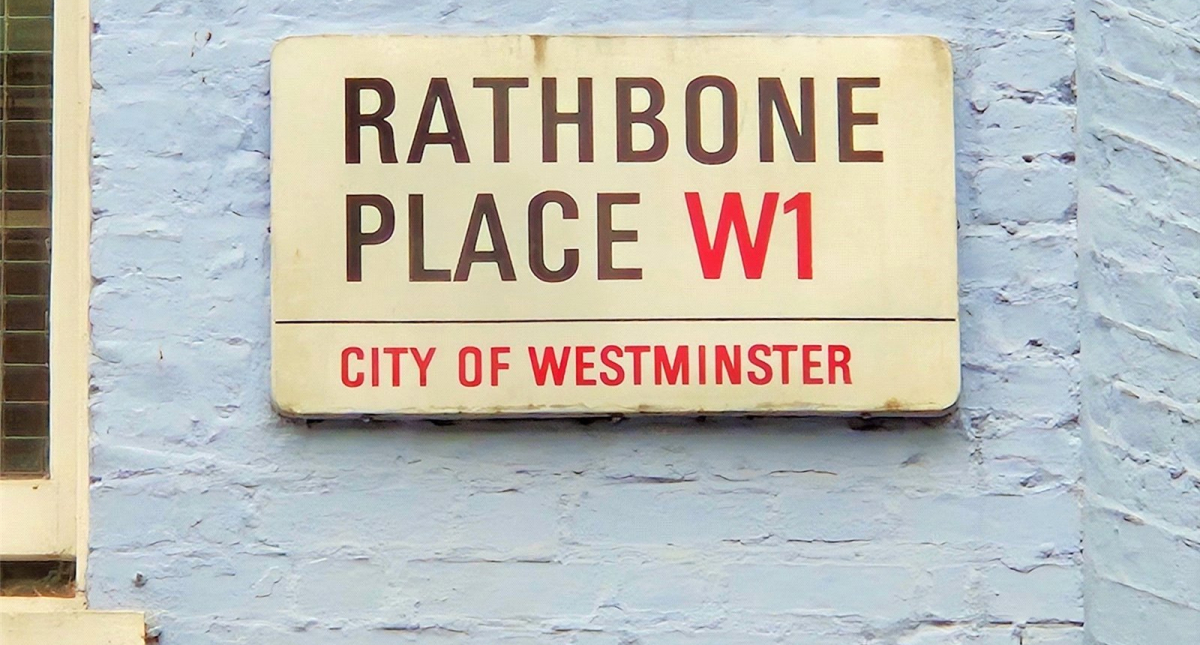 RATHBONE
PLACE W1
CITY OF WESTMINSTER